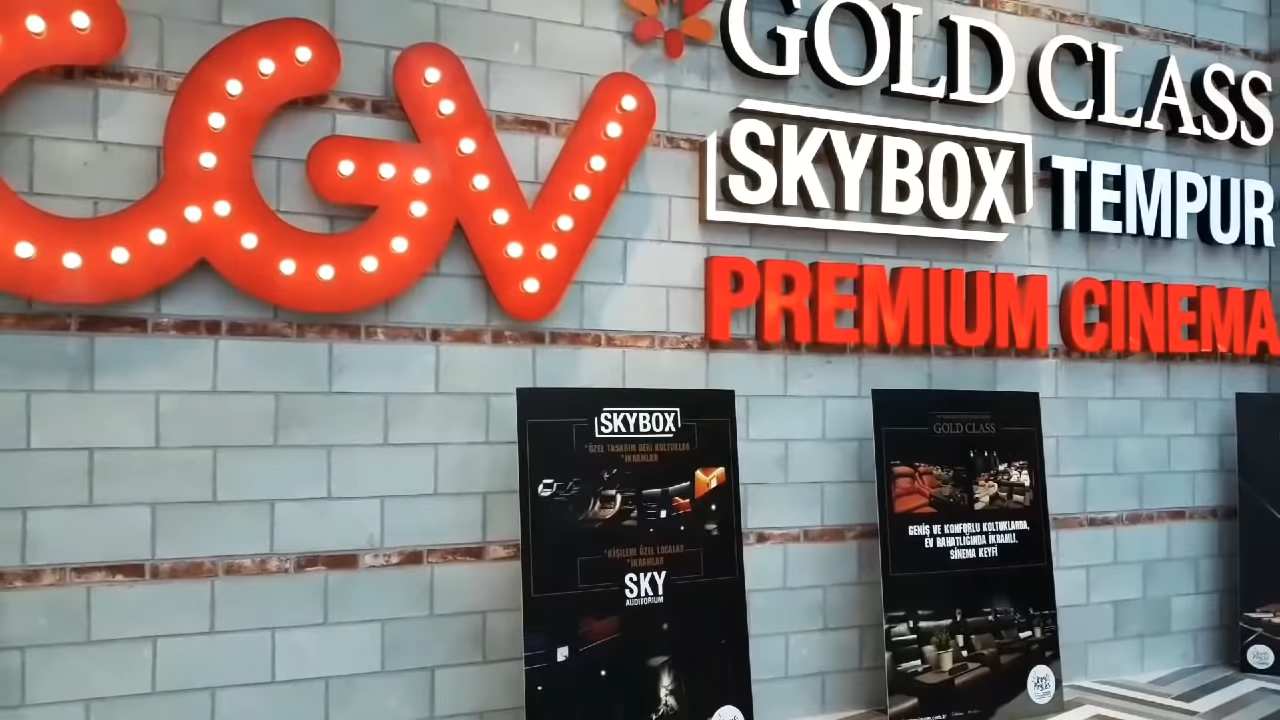 CGV
GOLD CLASS
SKYBOX TEMPUR
PREMIUM CINEMA
SKYBOX
*ÖZEL TASARIM DERİ KOLTUKLAR
*İKRAMLAR
*KİŞİLERE ÖZEL LOCALAR
*İKRAMLAR
SKY
AUDITORIUM
GOLD CLASS
GENİŞ VE KONFORLU KOLTUKLARDA,
EV RAHATLIĞINDA İKRAMLI,
SİNEMA KEYFİ